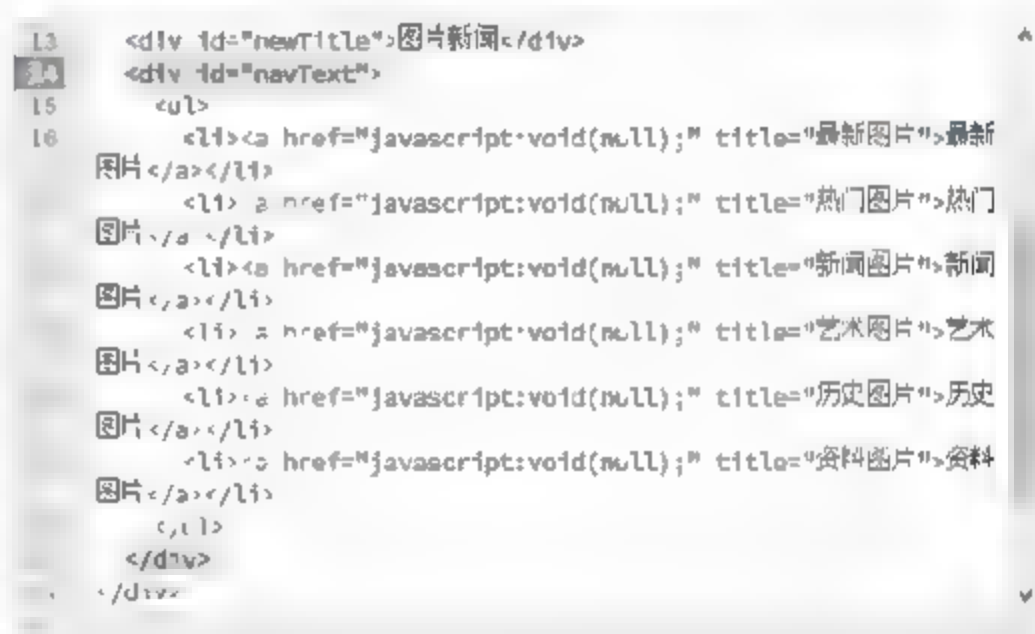 13 <div id="newTitle">图片新闻</div>
14 <div id="navText">
15 <ul>
16 <li><a href="javascript:void(null);" title="最新图片">最新
图片</a></li>
<li><a href="javascript:void(null);" title="热门图片">热门
图片</a></li>
<li><a href="javascript:void(null);" title="新闻图片">新闻
图片</a></li>
<li><a href="javascript:void(null);" title="艺术图片">艺术
图片</a></li>
<li><a href="javascript:void(null);" title="历史图片">历史
图片</a></li>
<li><a href="javascript:void(null);" title="资料图片">资料
图片</a></li>
</ul>
</div>
</div>